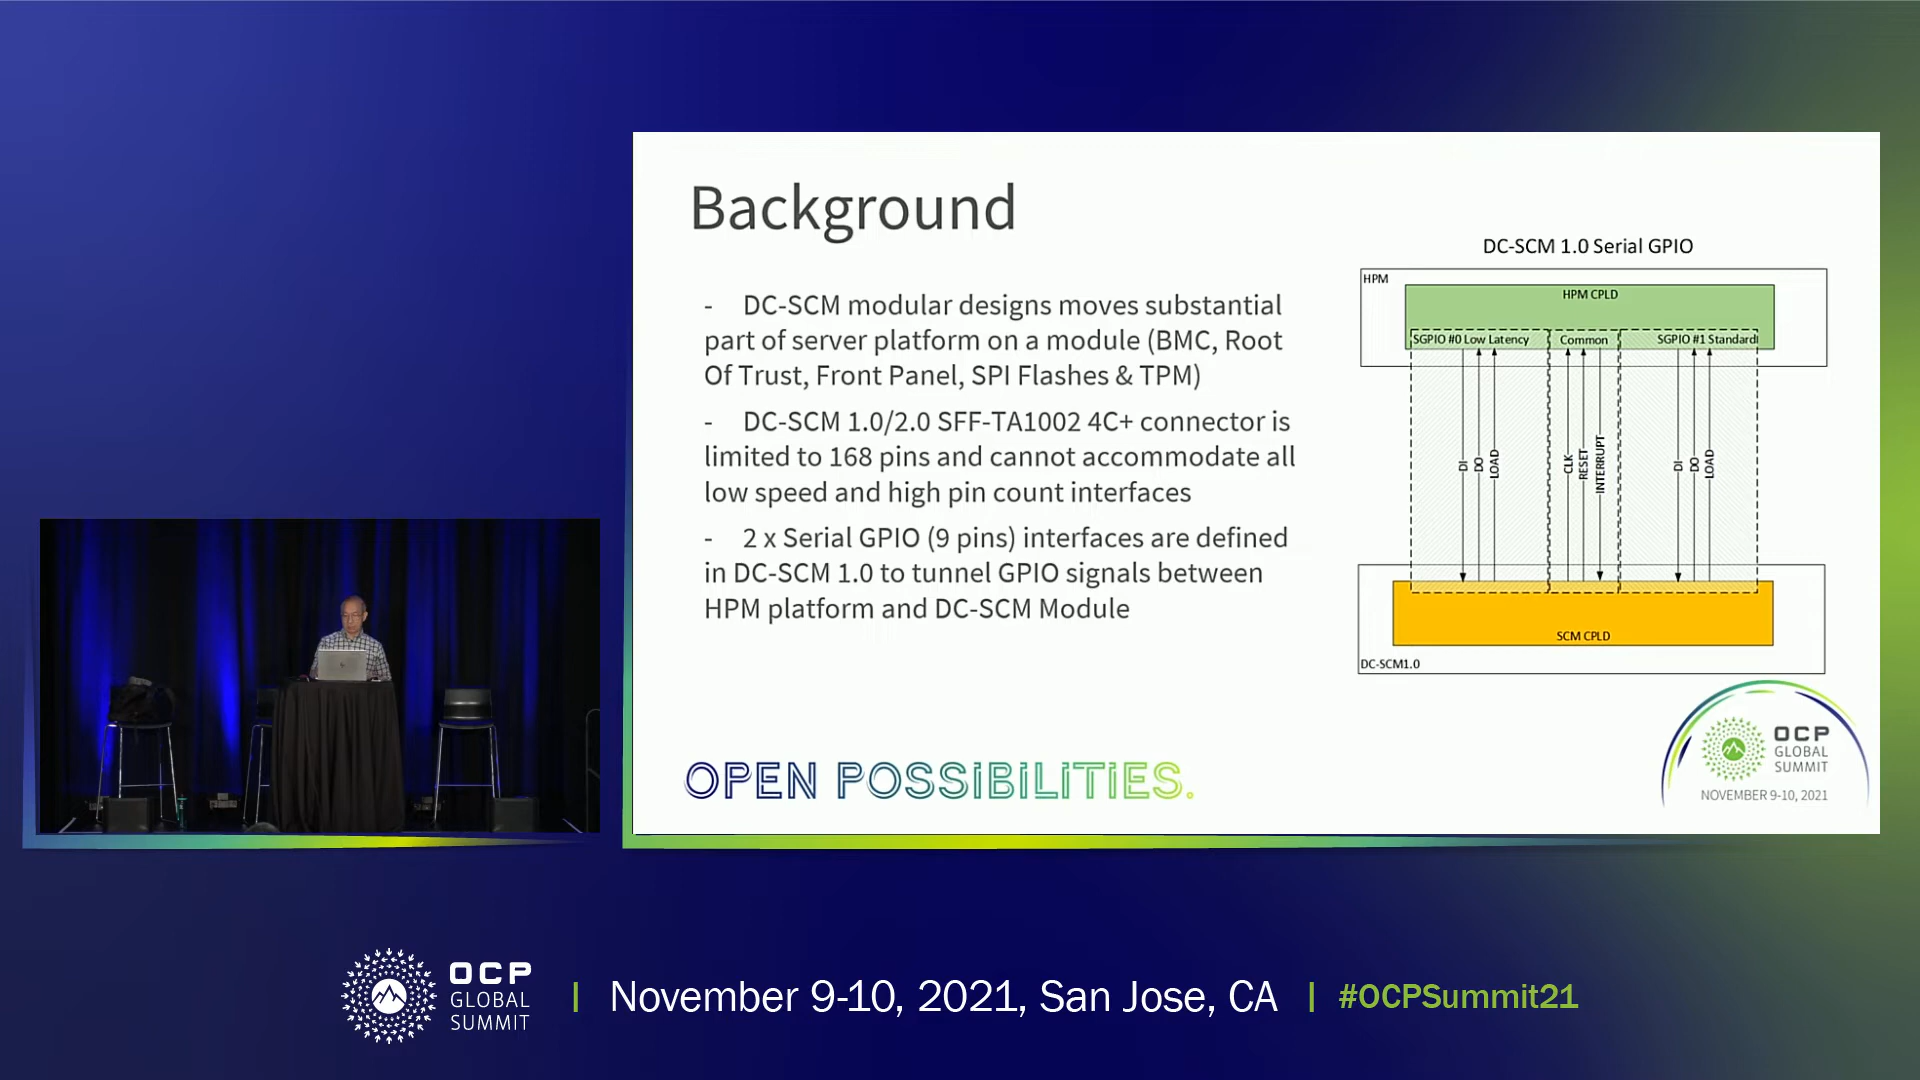 Background
- DC-SCM modular designs moves substantial
part of server platform on a module (BMC, Root
Of Trust, Front Panel, SPI Flashes & TPM)
- DC-SCM 1.0/2.0 SFF-TA1002 4C+ connector is
limited to 168 pins and cannot accommodate all
low speed and high pin count interfaces
- 2 x Serial GPIO (9 pins) interfaces are defined
in DC-SCM 1.0 to tunnel GPIO signals between
HPM platform and DC-SCM Module
DC-SCM 1.0 Serial GPIO
HPM
HPM CPLD
SGPIO #0 Low Latency
Common
SGPIO #1 Standard
DI
DO
LOAD
CLK
RESET
INTERRUPT
DI
DO
LOAD
SCM CPLD
DC-SCM1.0
OPEN POSSIBILITIES.
OCP
GLOBAL
SUMMIT
NOVEMBER 9-10, 2021
OCP
GLOBAL
SUMMIT
| November 9-10, 2021, San Jose, CA | #OCPSummit21